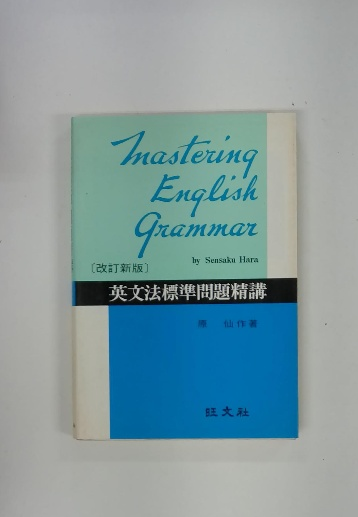 Mastering
English
Grammar
by Sensaku Hara
〔改訂新版〕
英文法標準問題精講
原 仙作著
旺文社